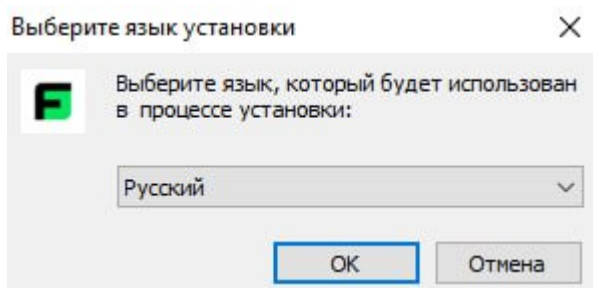 Выберите язык установки
Выберите язык, который будет использован
в процессе установки:
Русский
OK
Отмена